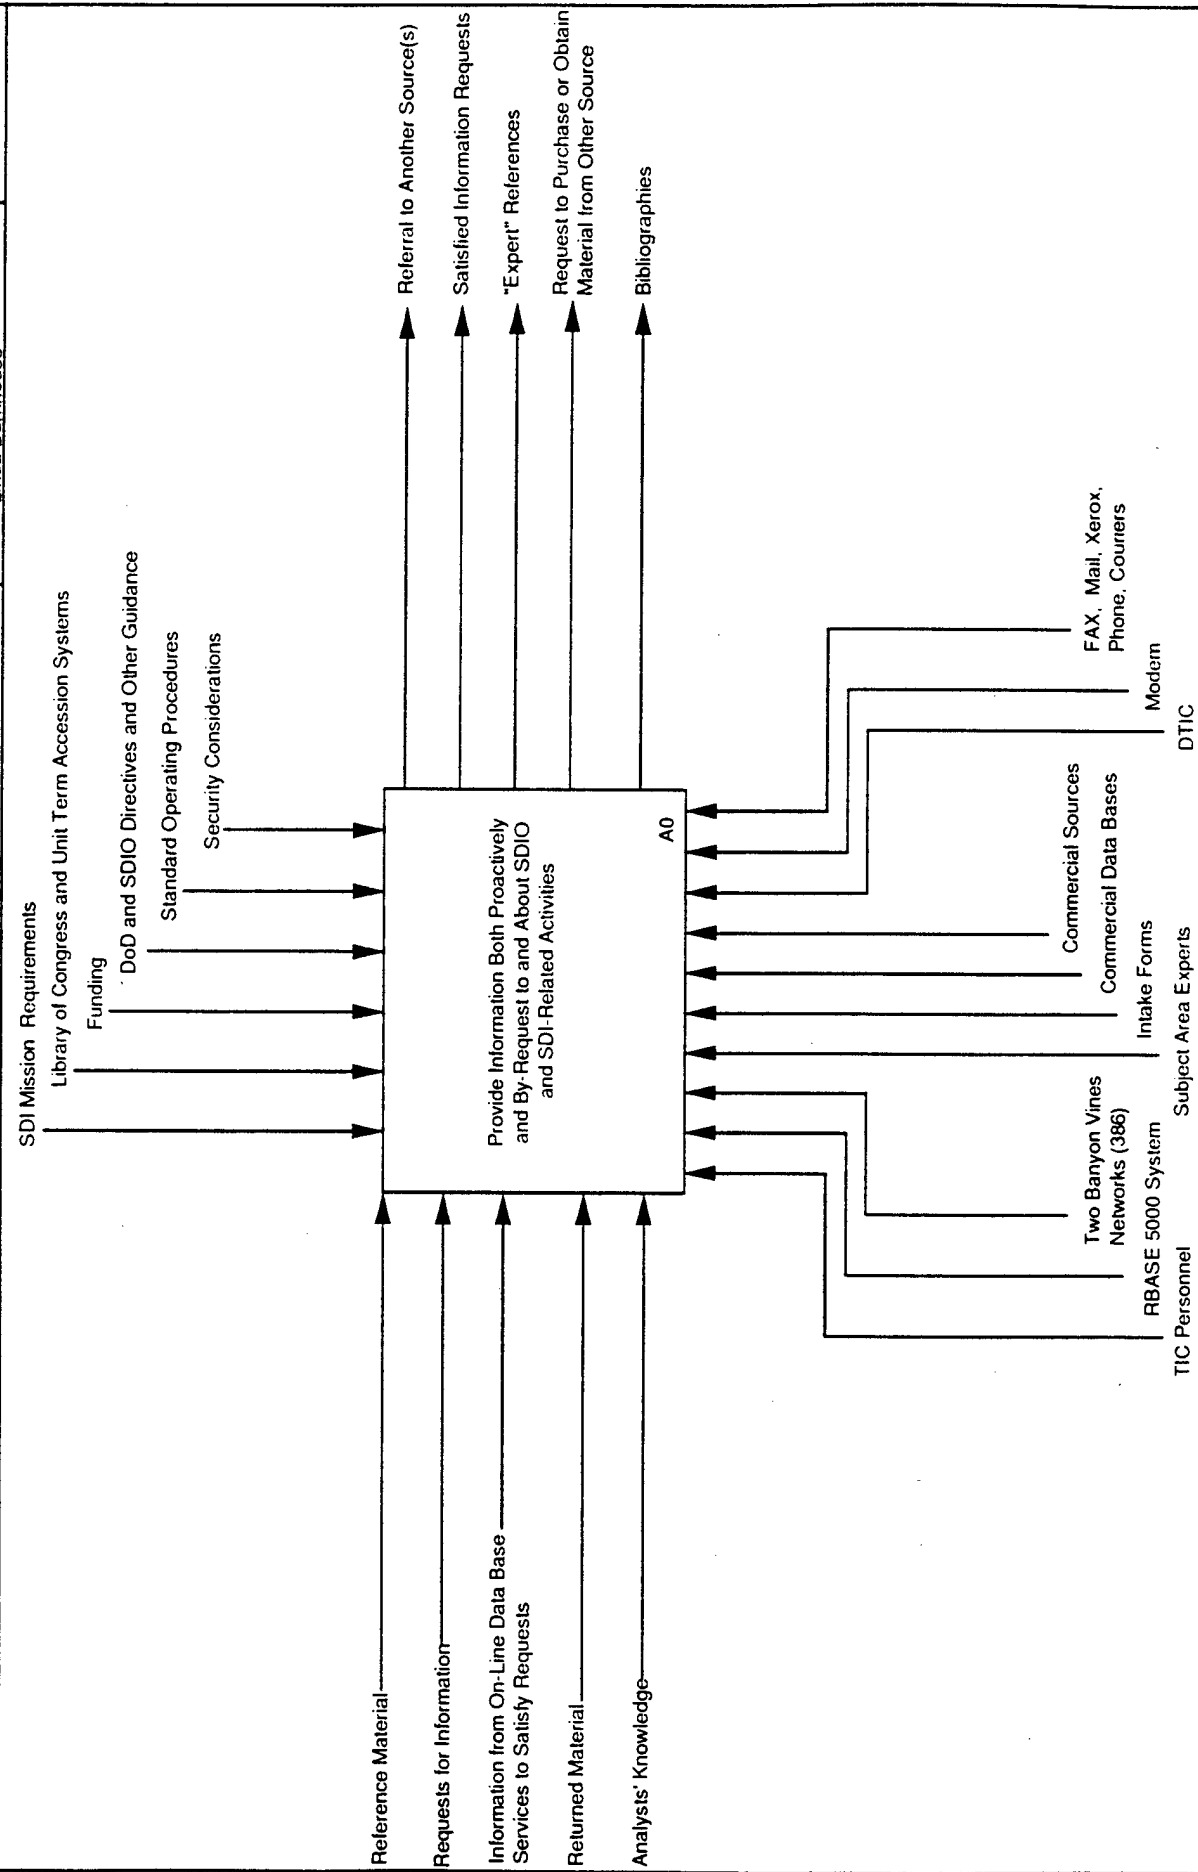 SDI Mission Requirements
Library of Congress and Unit Term Accession Systems
Funding
DoD and SDIO Directives and Other Guidance
Standard Operating Procedures
Security Considerations
Reference Material
Requests for Information
Information from On-Line Data Base
Services to Satisfy Requests
Returned Material
Analysts' Knowledge
Provide Information Both Proactively
and By-Request to and About SDIO
and SDI-Related Activities
A0
Referral to Another Source(s)
Satisfied Information Requests
"Expert" References
Request to Purchase or Obtain
Material from Other Source
Bibliographies
TIC Personnel
RBASE 5000 System
Two Banyon Vines
Networks (386)
Subject Area Experts
Intake Forms
Commercial Data Bases
Commercial Sources
DTIC
Modem
FAX, Mail, Xerox,
Phone, Couriers